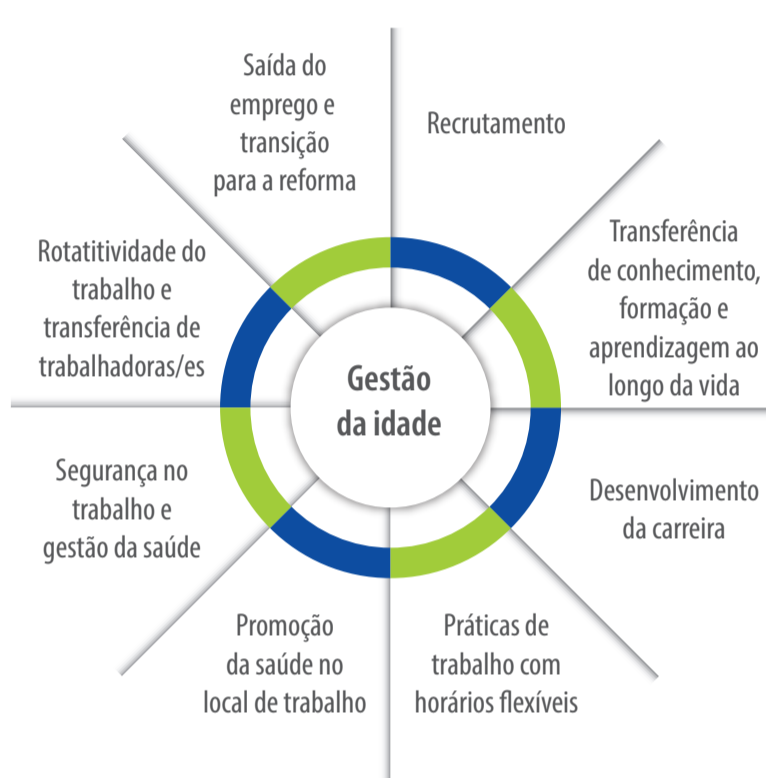 Saída do
emprego e
transição
para a reforma
Recrutamento
Transferência
de conhecimento,
formação e
aprendizagem ao
longo da vida
Desenvolvimento
da carreira
Práticas de
trabalho com
horários flexíveis
Promoção
da saúde no
local de trabalho
Segurança no
trabalho e
gestão da saúde
Rotatitividade do
trabalho e
transferência de
trabalhadoras/es
Gestão
da idade